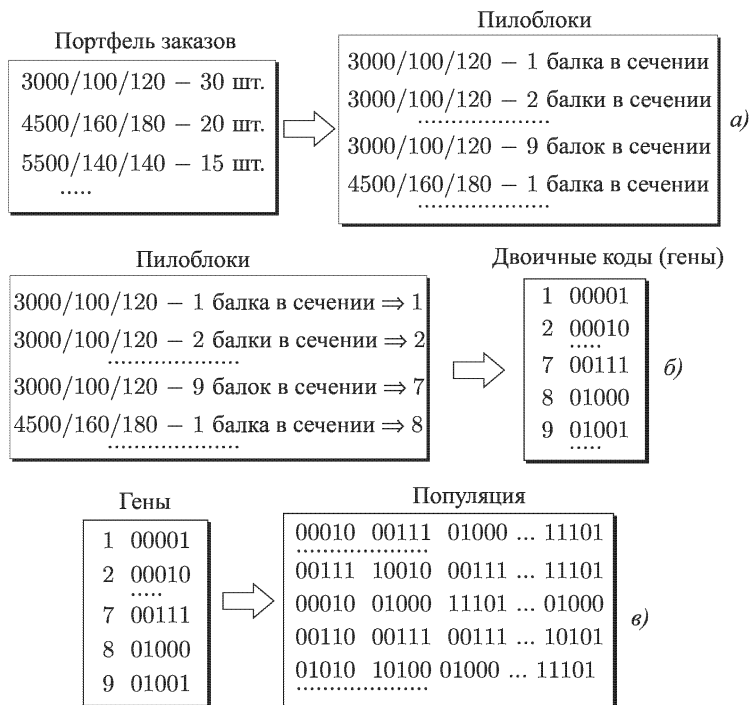 Портфель заказов
3000/100/120 – 30 шт.
4500/160/180 – 20 шт.
5500/140/140 – 15 шт.
.....
Пилоблоки
3000/100/120 – 1 балка в сечении
3000/100/120 – 2 балки в сечении
....................
3000/100/120 – 9 балок в сечении
4500/160/180 – 1 балка в сечении
....................
а)
Пилоблоки
3000/100/120 – 1 балка в сечении ⇒ 1
3000/100/120 – 2 балки в сечении ⇒ 2
....................
3000/100/120 – 9 балок в сечении ⇒ 7
4500/160/180 – 1 балка в сечении ⇒ 8
....................
Двоичные коды (гены)
1 00001
2 00010
.....
7 00111
8 01000
9 01001
.....
б)
Гены
1 00001
2 00010
.....
7 00111
8 01000
9 01001
Популяция
00010 00111 01000 ... 11101
....................
00111 10010 00111 ... 11101
00010 01000 11101 ... 01000
00110 00111 00111 ... 10101
01010 10100 01000 ... 11101
....................
в)